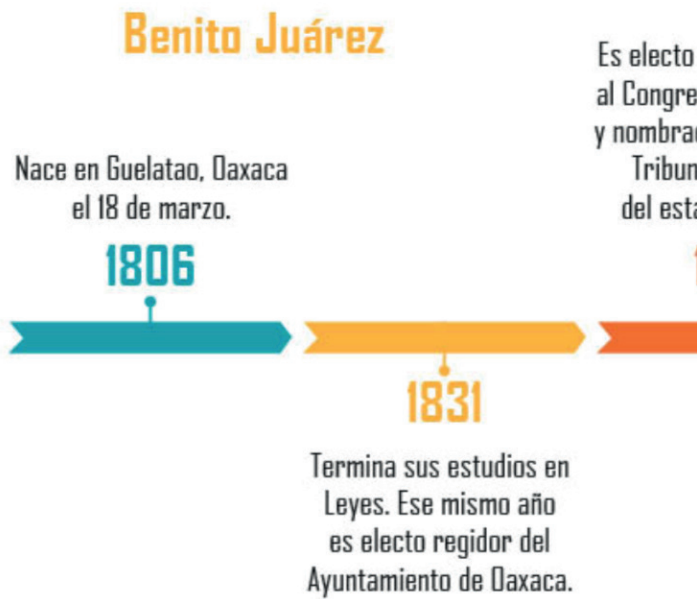 Benito Juárez
Nace en Guelatao, Oaxaca
el 18 de marzo.
1806
1831
Termina sus estudios en
Leyes. Ese mismo año
es electo regidor del
Ayuntamiento de Oaxaca.
Es electo
al
y
del